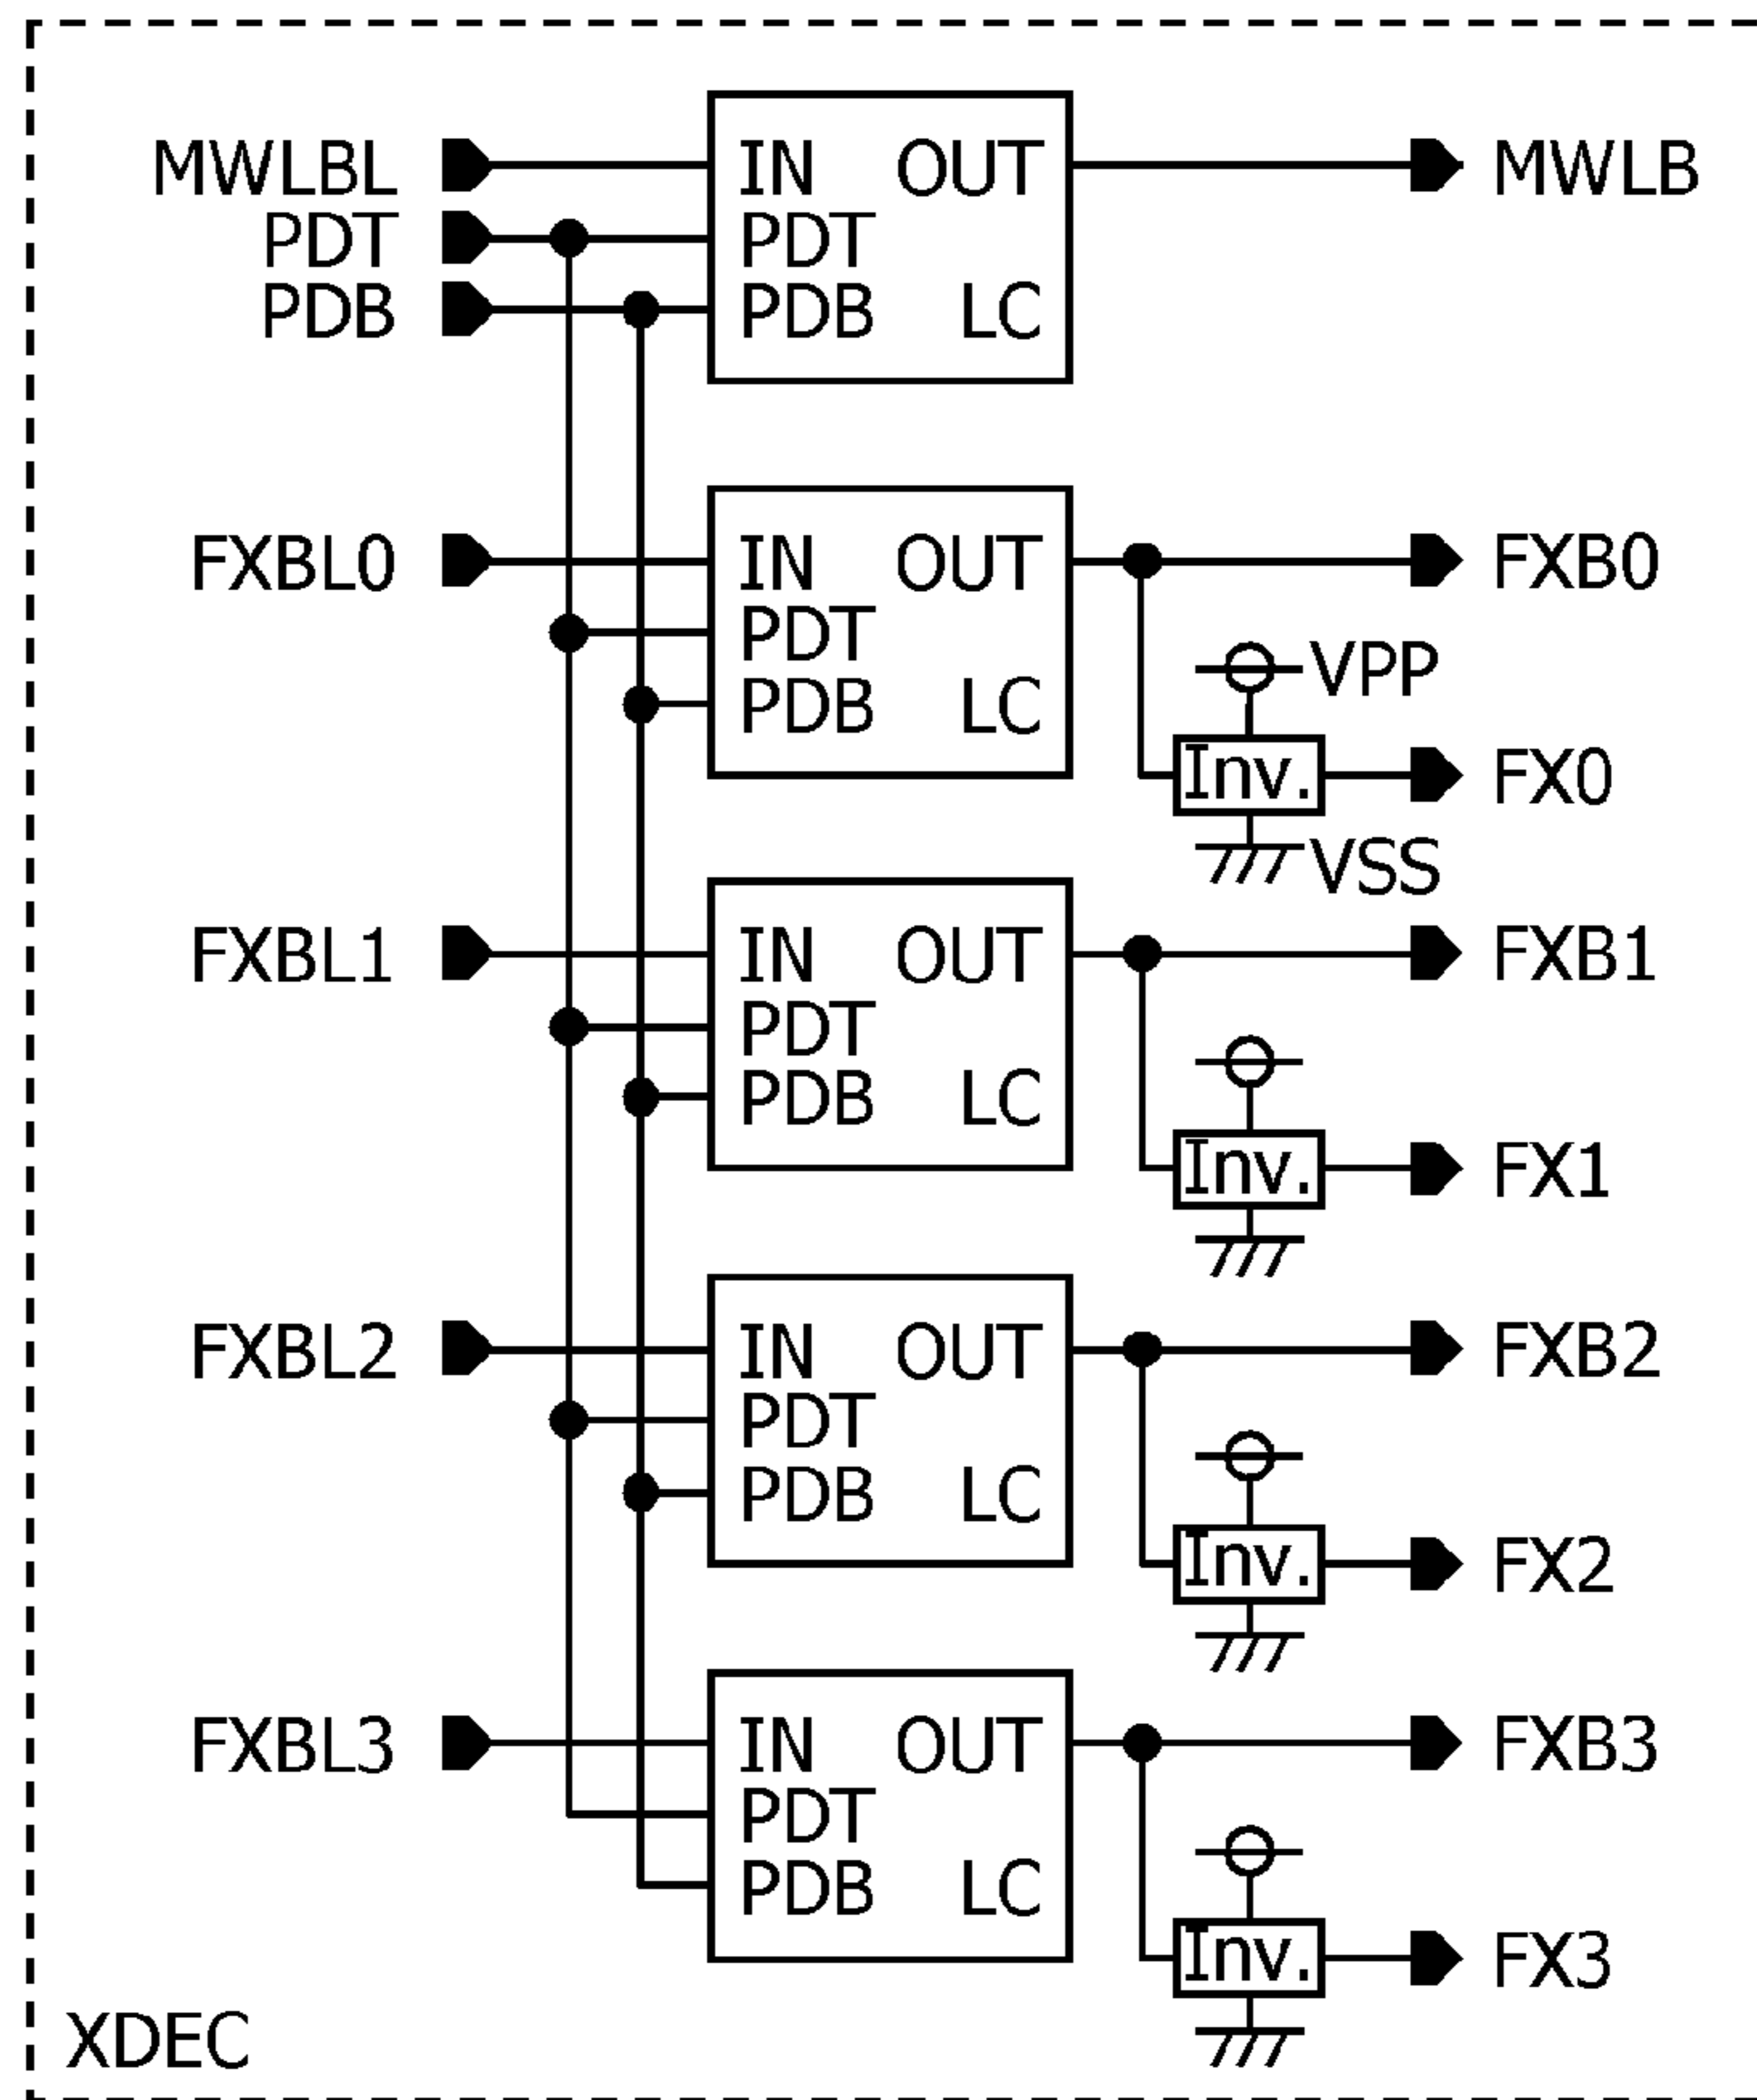 MWLBL IN OUT MWLB
PDT PDT
PDB PDB LC
FXBL0 IN OUT FXB0
PDT
VPP
PDB LC
Inv. FX0
VSS
FXBL1 IN OUT FXB1
PDT
PDB LC
Inv. FX1
FXBL2 IN OUT FXB2
PDT
PDB LC
Inv. FX2
FXBL3 IN OUT FXB3
PDT
PDB LC
Inv. FX3
XDEC